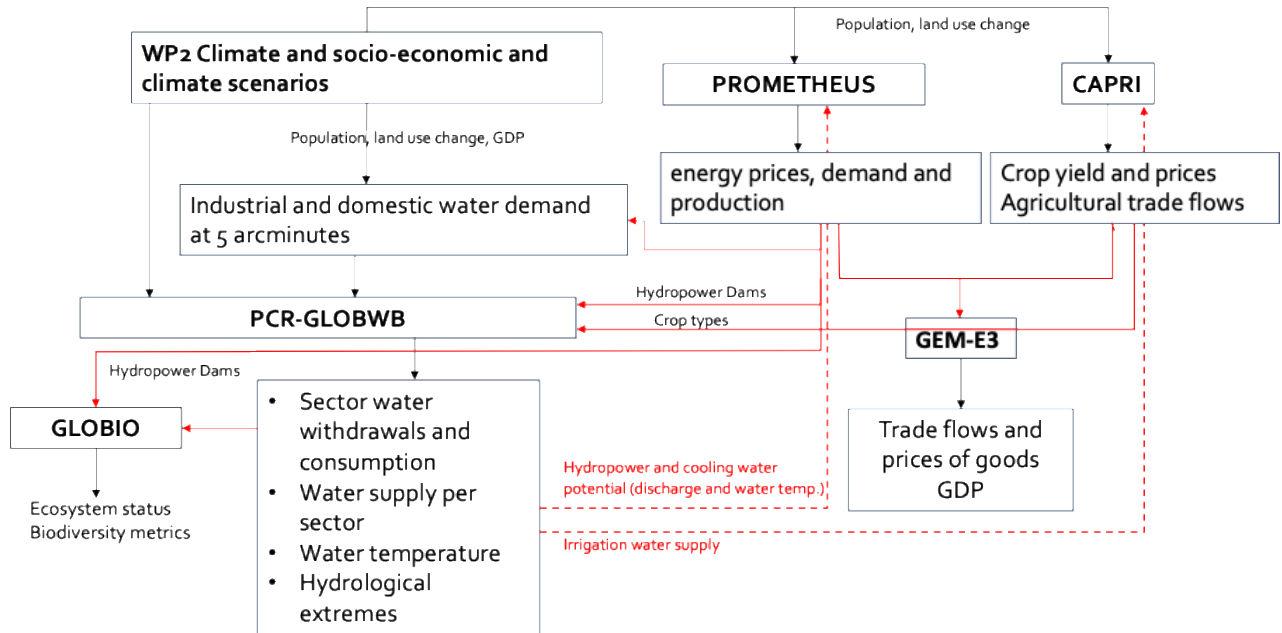 Population, land use change
WP2 Climate and socio-economic and
climate scenarios
PROMETHEUS
CAPRI
Population, land use change, GDP
energy prices, demand and
production
Crop yield and prices
Agricultural trade flows
Industrial and domestic water demand
at 5 arcminutes
Hydropower Dams
PCR-GLOBWB
Crop types
GEM-E3
Hydropower Dams
GLOBIO
• Sector water
withdrawals and
consumption
• Water supply per
sector
• Water temperature
• Hydrological
extremes
Trade flows and
prices of goods
GDP
Hydropower and cooling water
potential (discharge and water temp.)
Irrigation water supply
Ecosystem status
Biodiversity metrics